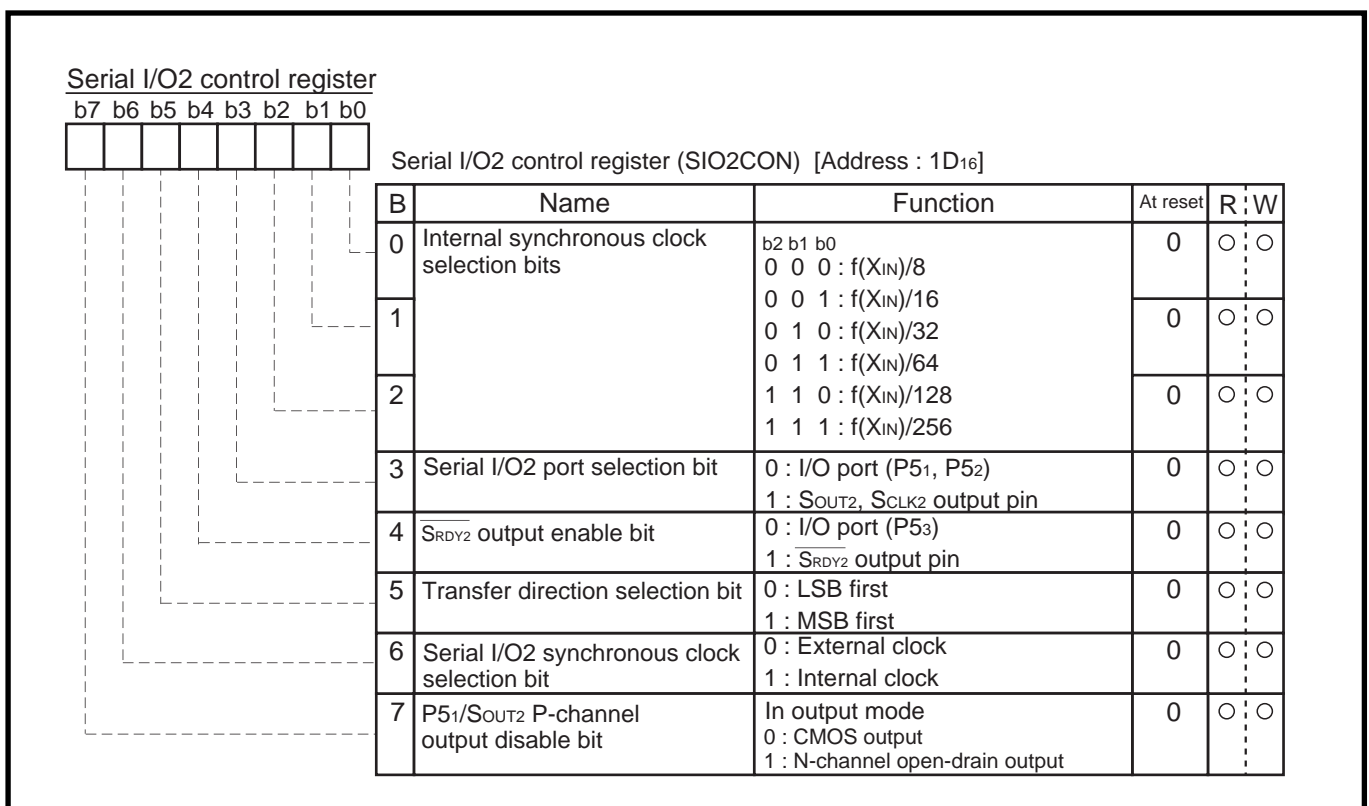 Serial I/O2 control register
b7 b6 b5 b4 b3 b2 b1 b0
Serial I/O2 control register (SIO2CON) [Address : 1D16]
B Name Function At reset R W
0 Internal synchronous clock selection bits
b2 b1 b0
0 0 0 : f(XIN)/8
0 0 1 : f(XIN)/16
0 1 0 : f(XIN)/32
0 1 1 : f(XIN)/64
1 1 0 : f(XIN)/128
1 1 1 : f(XIN)/256
0 ○ ○
1 0 ○ ○
2 0 ○ ○
3 Serial I/O2 port selection bit
0 : I/O port (P51, P52)
1 : SOUT2, SCLK2 output pin
0 ○ ○
4 SRDY2 output enable bit
0 : I/O port (P53)
1 : SRDY2 output pin
0 ○ ○
5 Transfer direction selection bit
0 : LSB first
1 : MSB first
0 ○ ○
6 Serial I/O2 synchronous clock
selection bit
0 : External clock
1 : Internal clock
0 ○ ○
7 P51/SOUT2 P-channel
output disable bit
In output mode
0 : CMOS output
1 : N-channel open-drain output
0 ○ ○